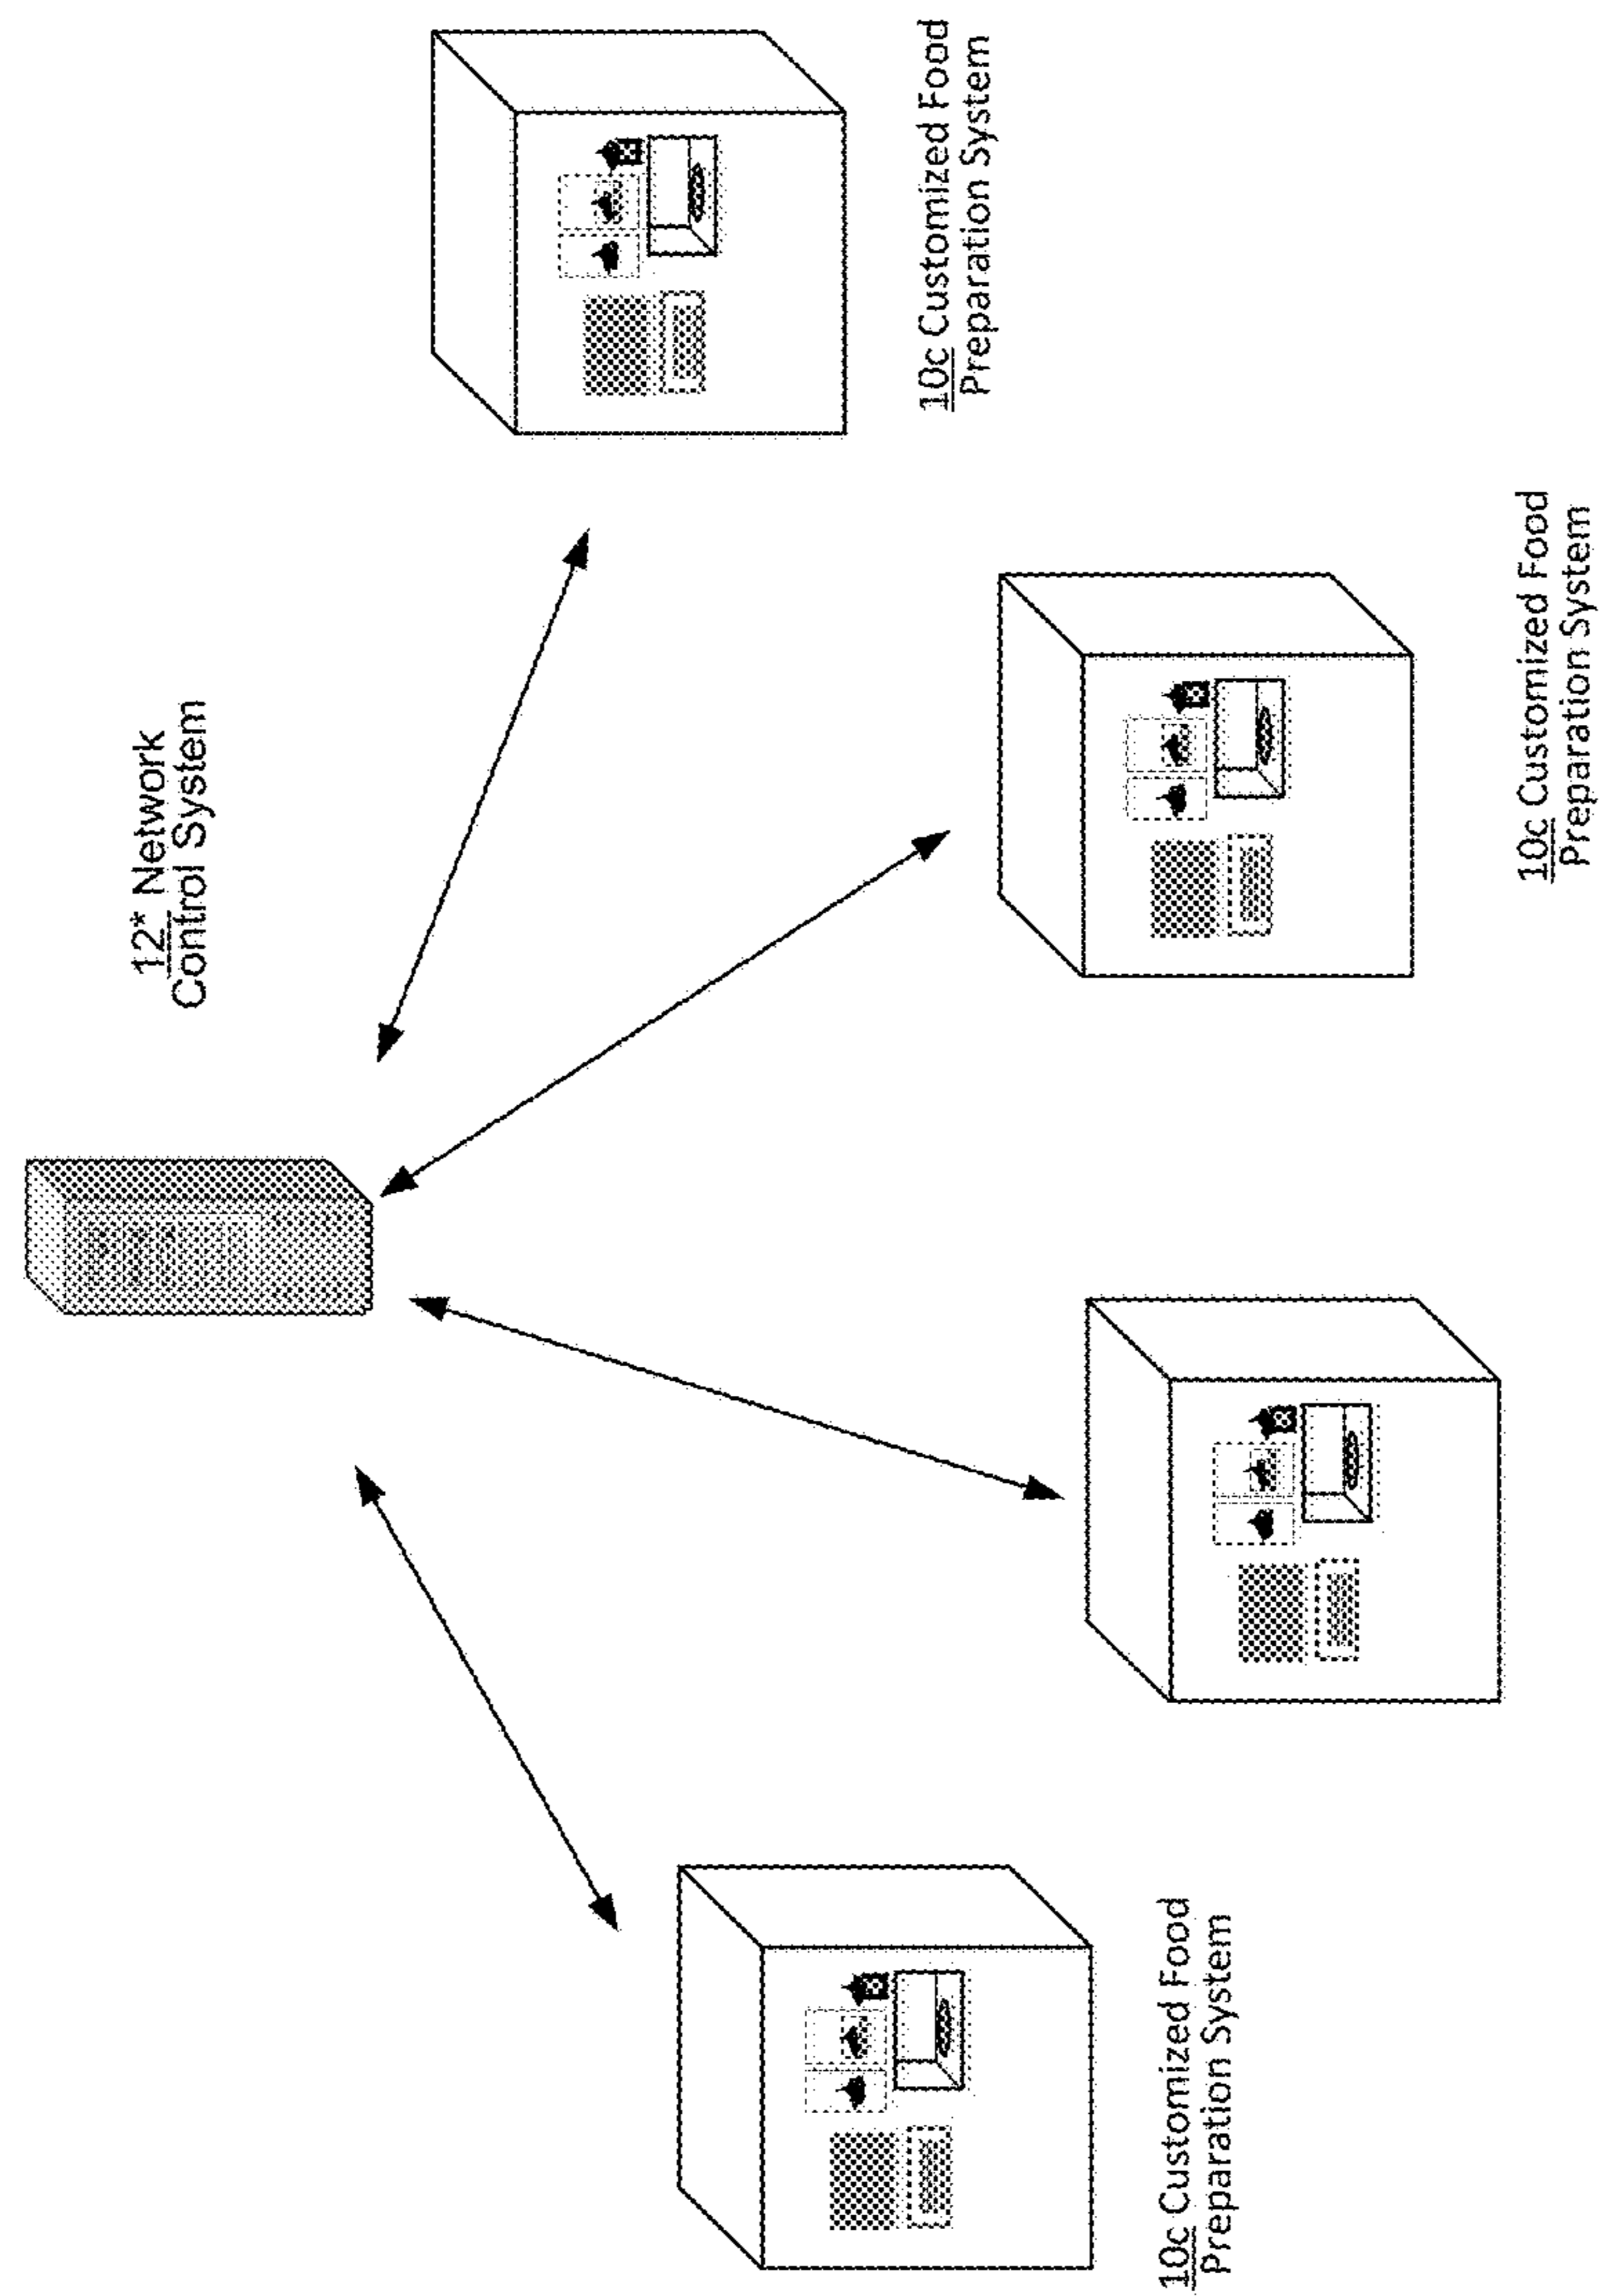 12* Network
Control System
10c Customized Food
Preparation System
10c Customized Food
Preparation System
10c Customized Food
Preparation System